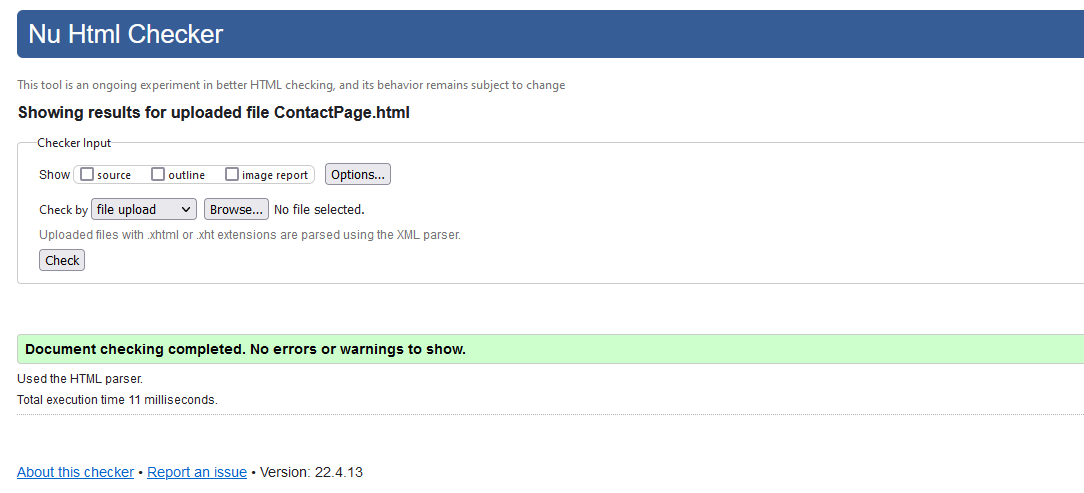 Nu Html Checker
This tool is an ongoing experiment in better HTML checking, and its behavior remains subject to change
Showing results for uploaded file ContactPage.html
Checker Input
Show source outline image report Options...
Check by file upload Browse... No file selected.
Uploaded files with .xhtml or .xht extensions are parsed using the XML parser.
Check
Document checking completed. No errors or warnings to show.
Used the HTML parser.
Total execution time 11 milliseconds.
About this checker • Report an issue • Version: 22.4.13